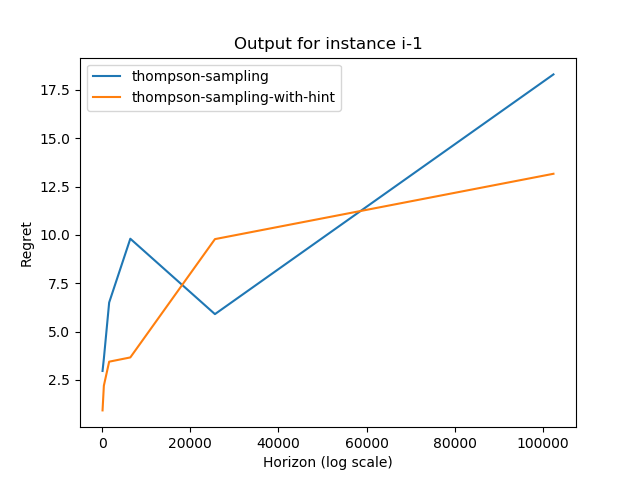 Output for instance i-1
thompson-sampling
thompson-sampling-with-hint
Regret
17.5
15.0
12.5
10.0
7.5
5.0
2.5
0 20000 40000 60000 80000 100000
Horizon (log scale)